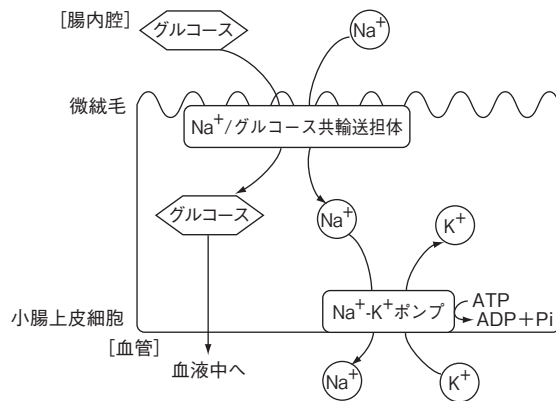 [腸内腔]
グルコース
Na⁺
微絨毛
Na⁺/グルコース共輸送担体
グルコース
Na⁺
K⁺
Na⁺-K⁺ポンプ
ATP
ADP+Pi
小腸上皮細胞
[血管]
血液中へ
Na⁺
K⁺